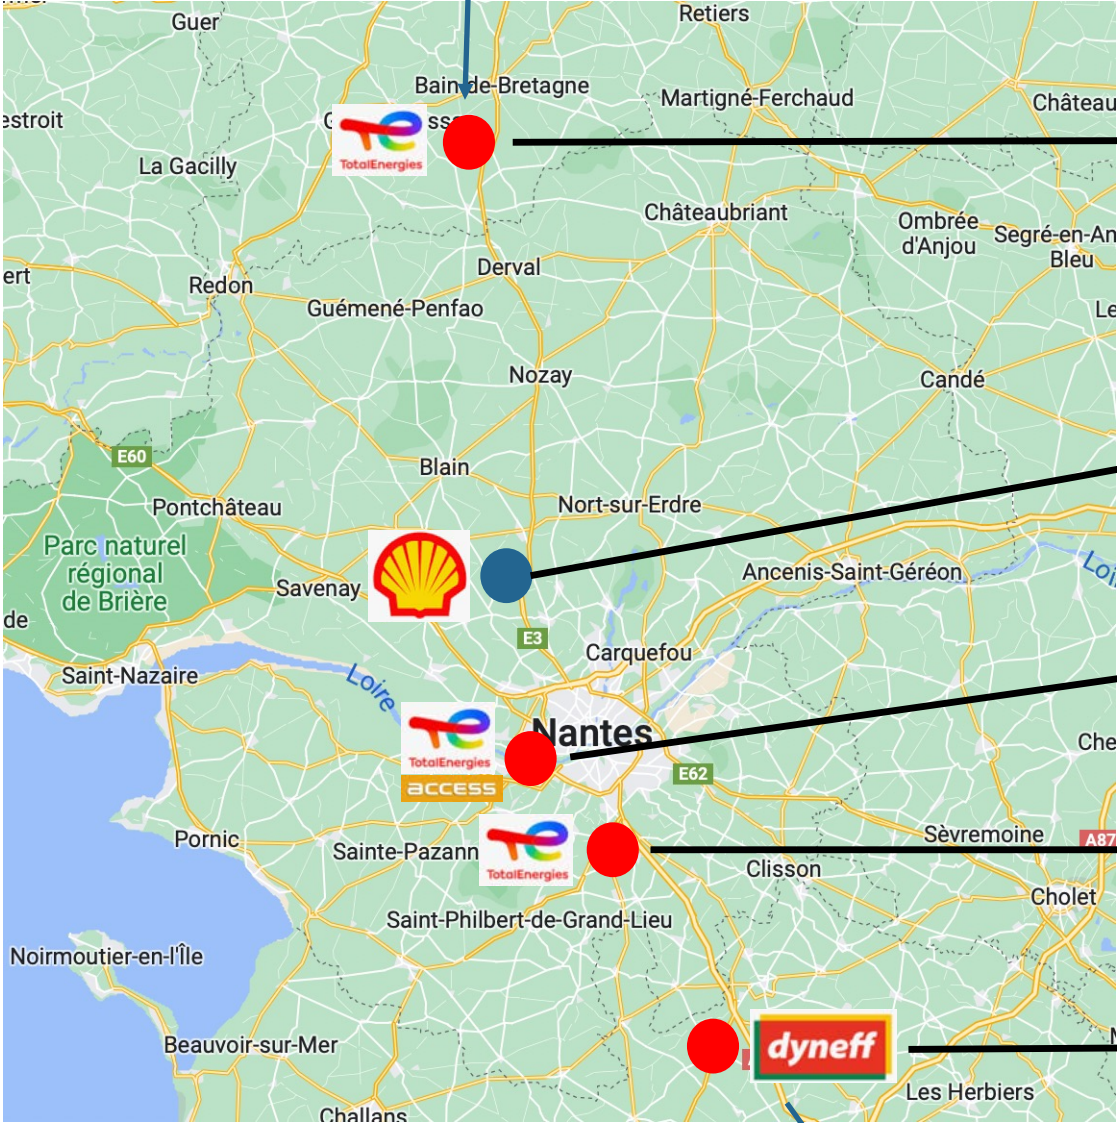 Guer
Retiers
Bain-de-Bretagne
Martigné-Ferchaud
Château
estroit
TotalEnergies
La Gacilly
Châteaubriant
Ombrée
d'Anjou
Segré-en-An
Bleu
Derval
ert
Redon
Guémené-Penfao
Le
Nozay
Candé
E60
Blain
Pontchâteau
Nort-sur-Erdre
Parc naturel
régional
de Brière
Savenay
Ancenis-Saint-Géréon
Loi
de
E3
Carquefou
Saint-Nazaire
Loire
Nantes
TotalEnergies
access
Che
E62
Pornic
Sainte-Pazann
TotalEnergies
Sèvremoine
A87
Clisson
Cholet
Saint-Philbert-de-Grand-Lieu
Noirmoutier-en-l'Île
Beauvoir-sur-Mer
dyneff
Les Herbiers
Challans